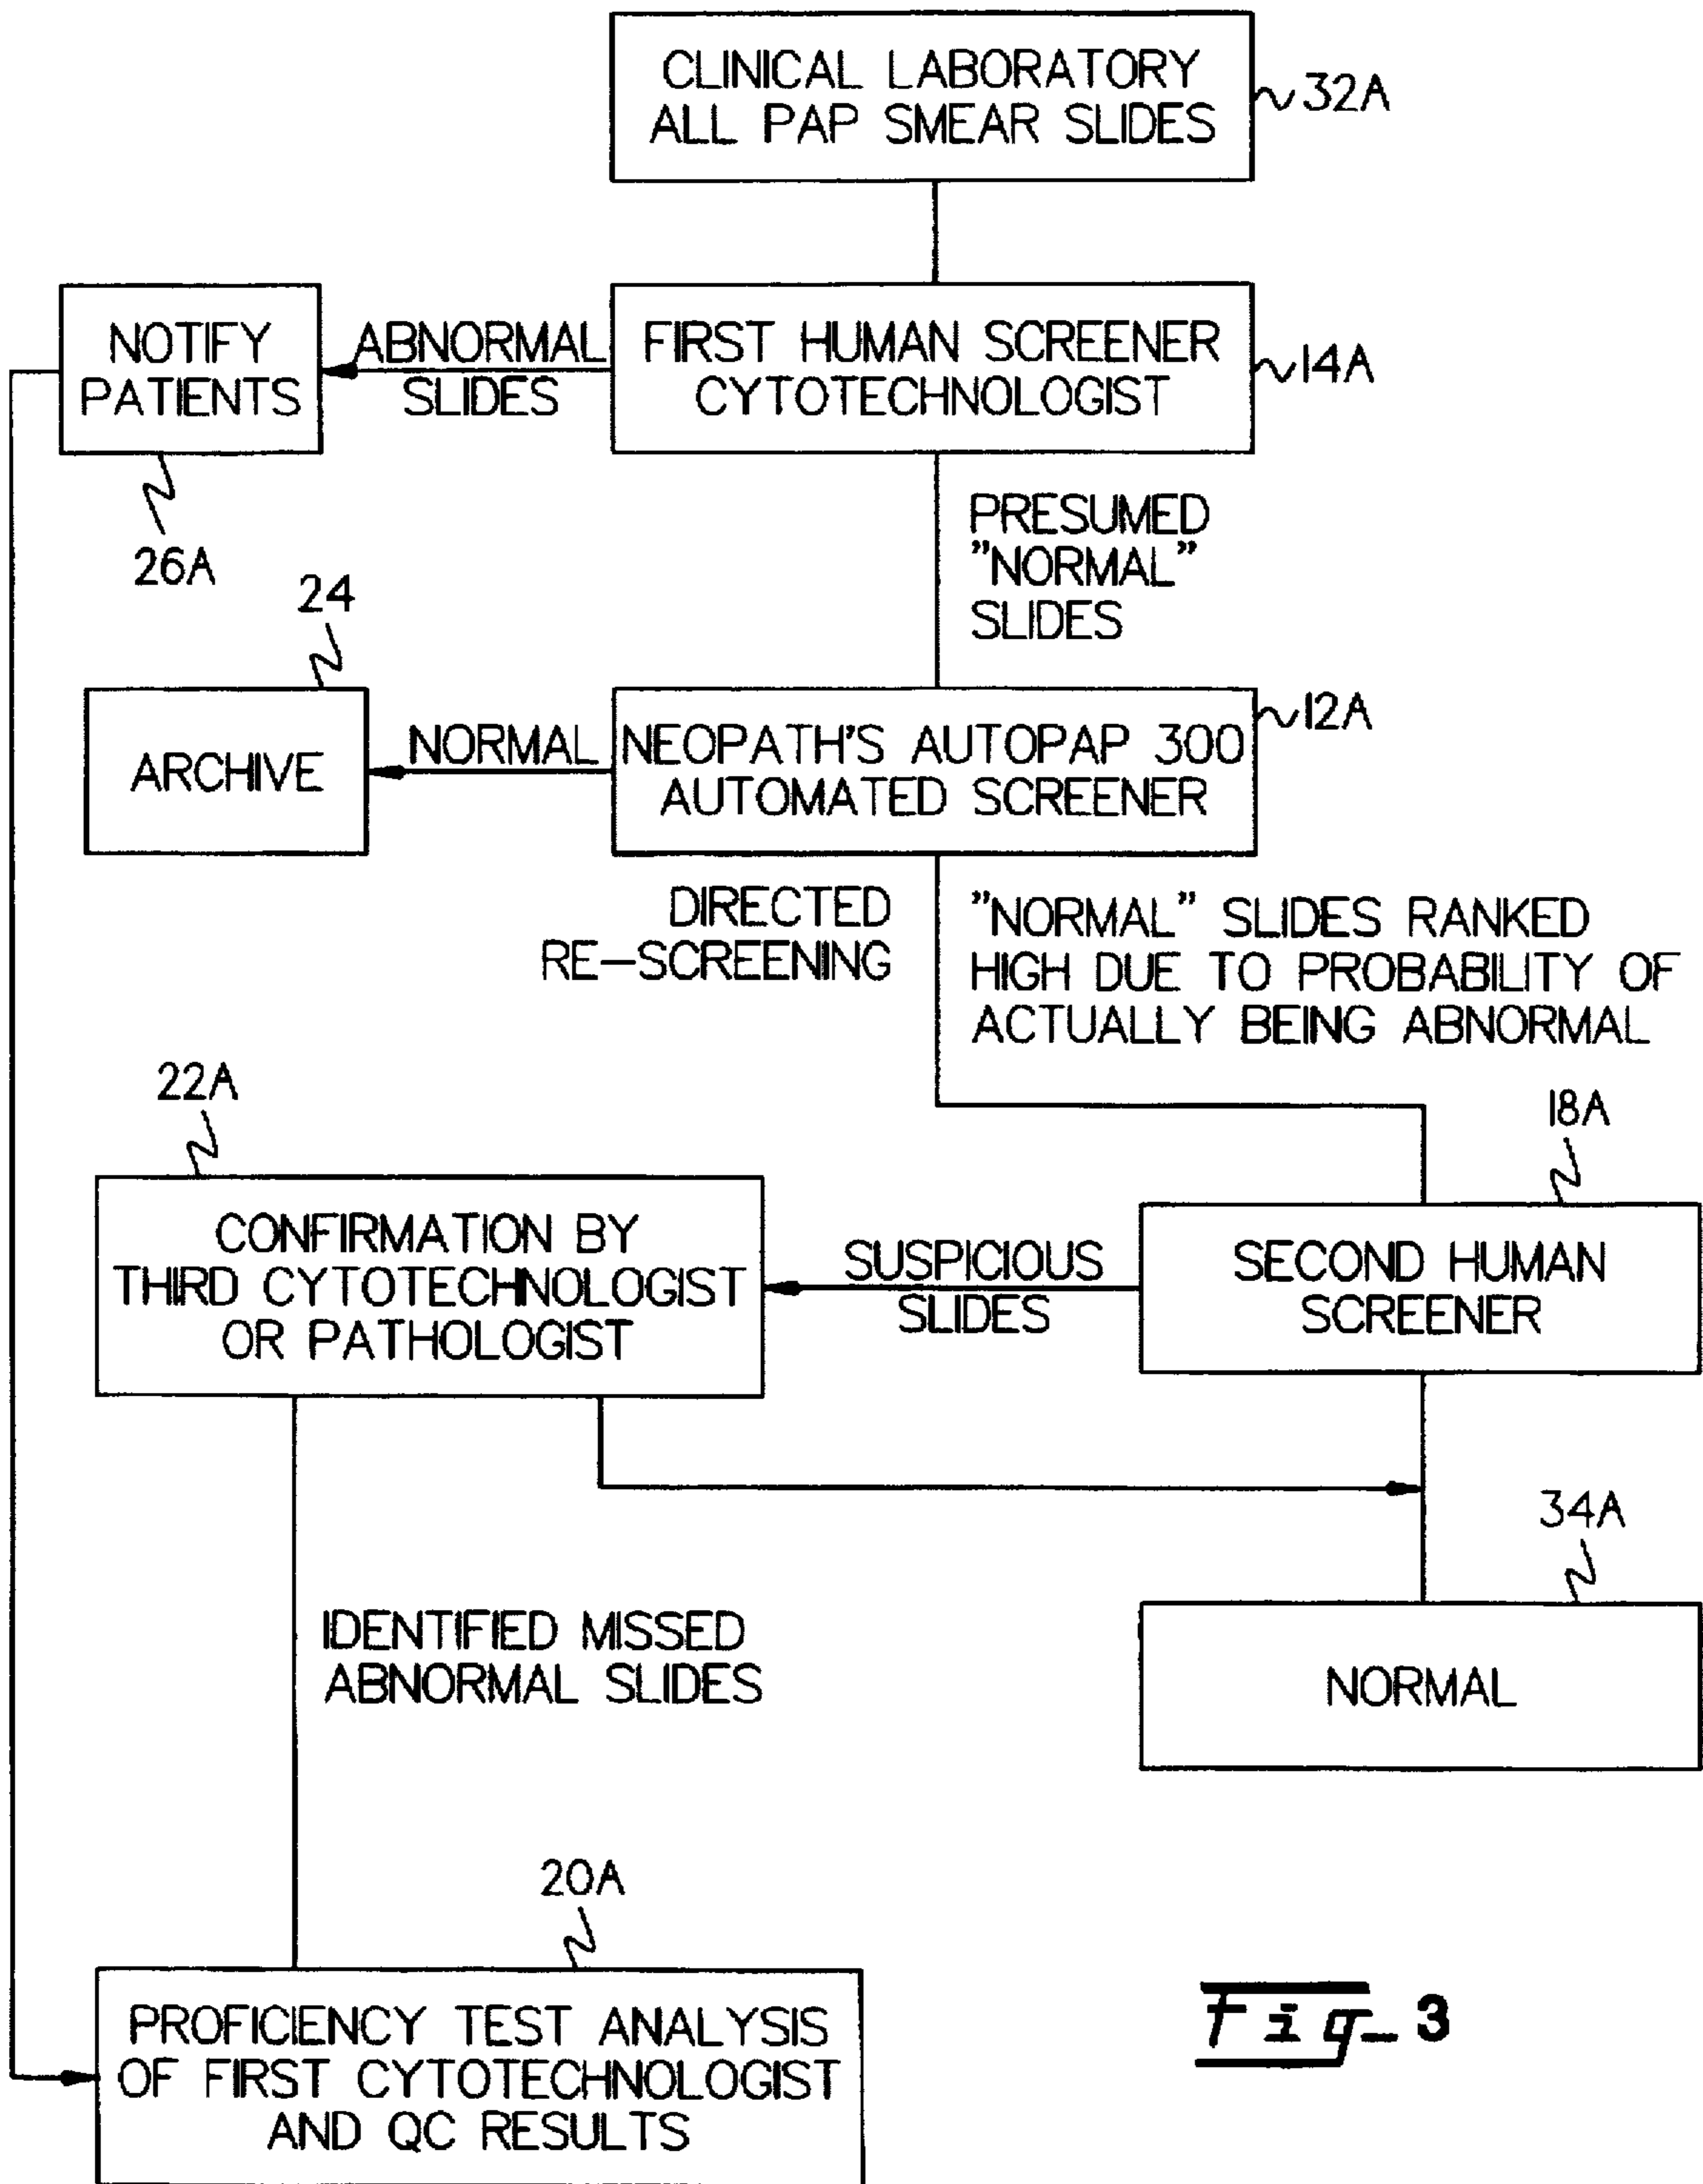 CLINICAL LABORATORY
ALL PAP SMEAR SLIDES
32A
NOTIFY
PATIENTS
ABNORMAL
SLIDES
FIRST HUMAN SCREENER
CYTOTECHNOLOGIST
14A
26A
PRESUMED
"NORMAL"
SLIDES
24
ARCHIVE
NORMAL
NEOPATH'S AUTOPAP 300
AUTOMATED SCREENER
12A
DIRECTED
RE-SCREENING
"NORMAL" SLIDES RANKED
HIGH DUE TO PROBABILITY OF
ACTUALLY BEING ABNORMAL
22A
18A
CONFIRMATION BY
THIRD CYTOTECHNOLOGIST
OR PATHOLOGIST
SUSPICIOUS
SLIDES
SECOND HUMAN
SCREENER
34A
IDENTIFIED MISSED
ABNORMAL SLIDES
NORMAL
20A
PROFICIENCY TEST ANALYSIS
OF FIRST CYTOTECHNOLOGIST
AND QC RESULTS
Fig_ 3